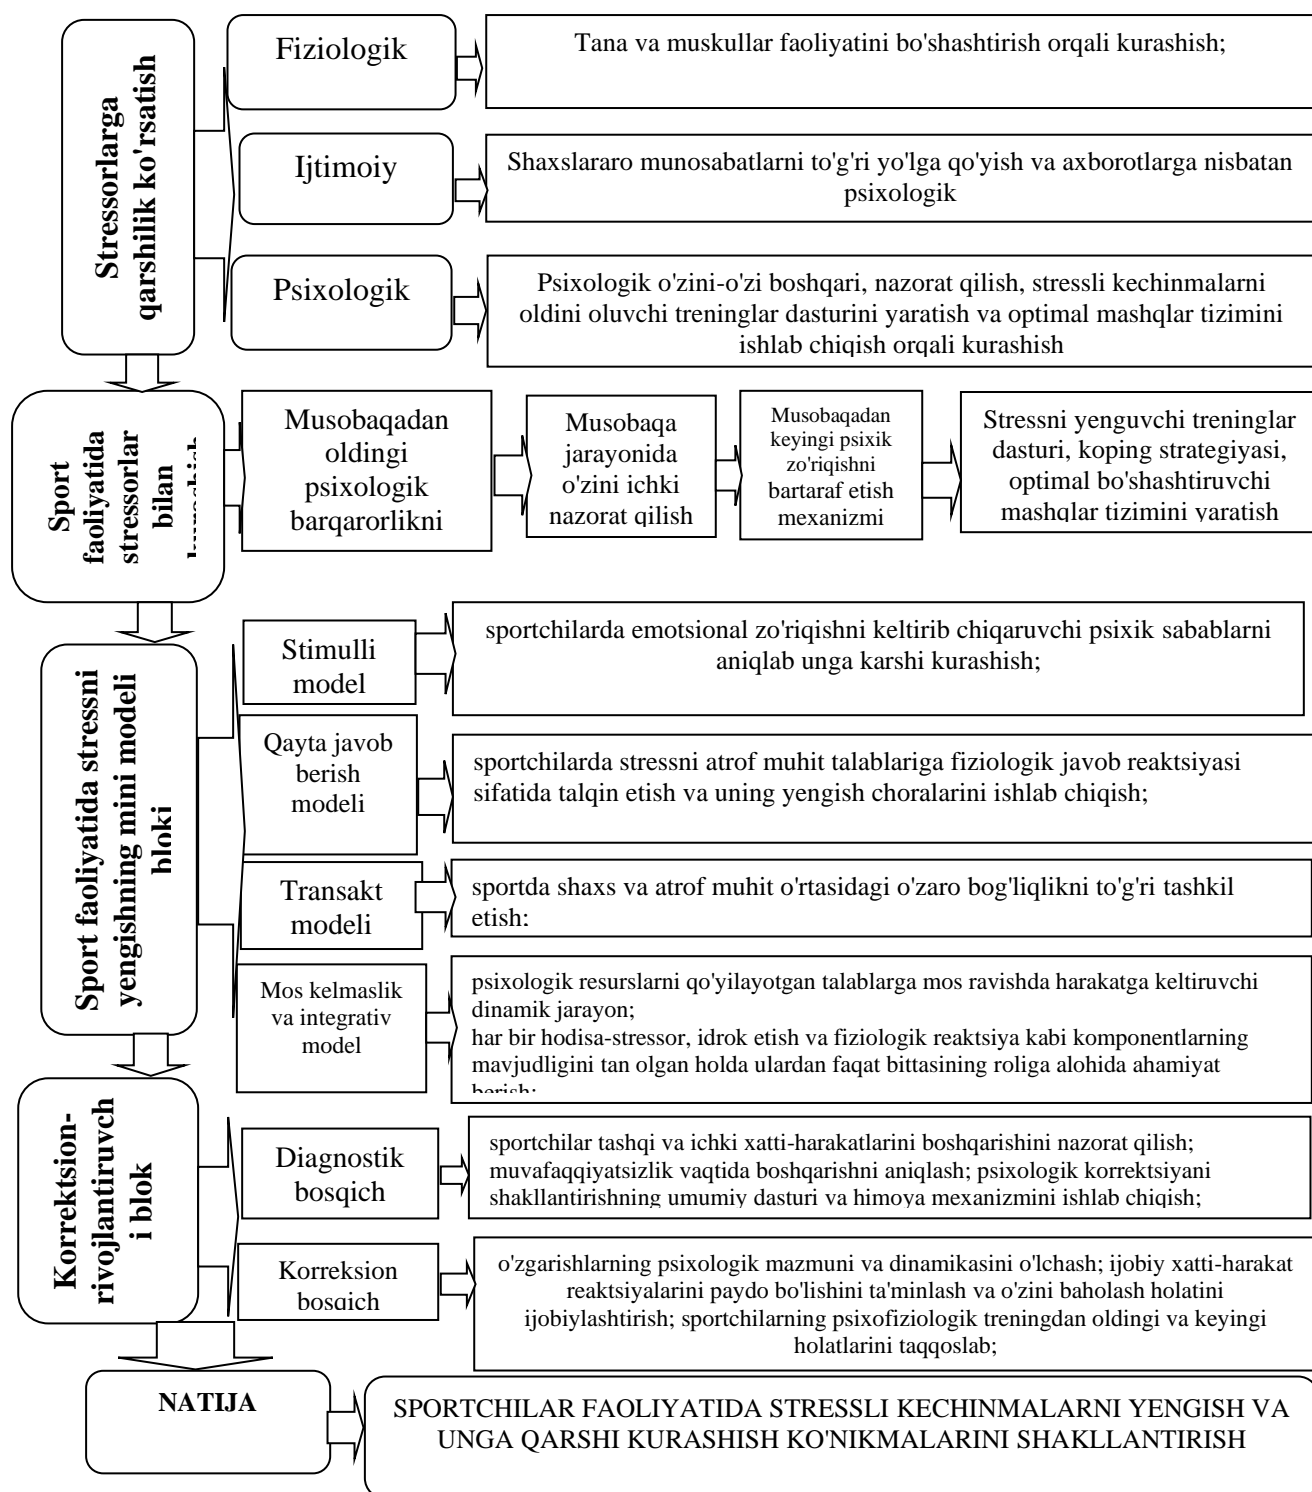 Stressorlarga
qarshilik ko'rsatish
Fiziologik
Tana va muskullar faoliyatini bo'shashtirish orqali kurashish;
Ijtimoiy
Shaxslararo munosabatlarni to'g'ri yo'lga qo'yish va axborotlarga nisbatan
psixologik
Psixologik
Psixologik o'zini-o'zi boshqari, nazorat qilish, stressli kechinmalarni
oldini oluvchi treninglar dasturini yaratish va optimal mashqlar tizimini
ishlab chiqish orqali kurashish
Sport
faoliyatida
stressorlar
bilan
Musobaqadan
oldingi
psixologik
barqarorlikni
Musobaqa
jarayonida
o'zini ichki
nazorat qilish
Musobaqadan
keyingi psixik
zo'riqishni
bartaraf etish
mexanizmi
Stressni yenguvchi treninglar
dasturi, koping strategiyasi,
optimal bo'shashtiruvchi
mashqlar tizimini yaratish
Sport faoliyatida stressni
yengishning mini modeli
bloki
Stimulli
model
sportchilarda emotsional zo'riqishni keltirib chiqaruvchi psixik sabablarni
aniqlab unga karshi kurashish;
Qayta javob
berish
modeli
sportchilarda stressni atrof muhit talablariga fiziologik javob reaktsiyasi
sifatida talqin etish va uning yengish choralarini ishlab chiqish;
Transakt
modeli
sportda shaxs va atrof muhit o'rtasidagi o'zaro bog'liqlikni to'g'ri tashkil
etish;
Mos kelmaslik
va integrativ
model
psixologik resurslarni qo'yilayotgan talablarga mos ravishda harakatga keltiruvchi
dinamik jarayon;
har bir hodisa-stressor, idrok etish va fiziologik reaktsiya kabi komponentlarning
mavjudligini tan olgan holda ulardan faqat bittasining roliga alohida ahamiyat
berish;
Korrektsion-
rivojlantiruvch
i blok
Diagnostik
bosqich
sportchilar tashqi va ichki xatti-harakatlarini boshqarishini nazorat qilish;
muvafaqqiyatsizlik vaqtida boshqarishni aniqlash; psixologik korrektsiyani
shakllantirishning umumiy dasturi va himoya mexanizmini ishlab chiqish;
Korreksion
bosqich
o'zgarishlarning psixologik mazmuni va dinamikasini o'lchash; ijobiy xatti-harakat
reaktsiyalarini paydo bo'lishini ta'minlash va o'zini baholash holatini
ijobiylashtirish; sportchilarning psixofiziologik treningdan oldingi va keyingi
holatlarini taqqoslab;
NATIJA
SPORTCHILAR FAOLIYATIDA STRESSLI KECHINMALARNI YENGISH VA
UNGA QARSHI KURASHISH KO'NIKMALARINI SHAKLLANTIRISH